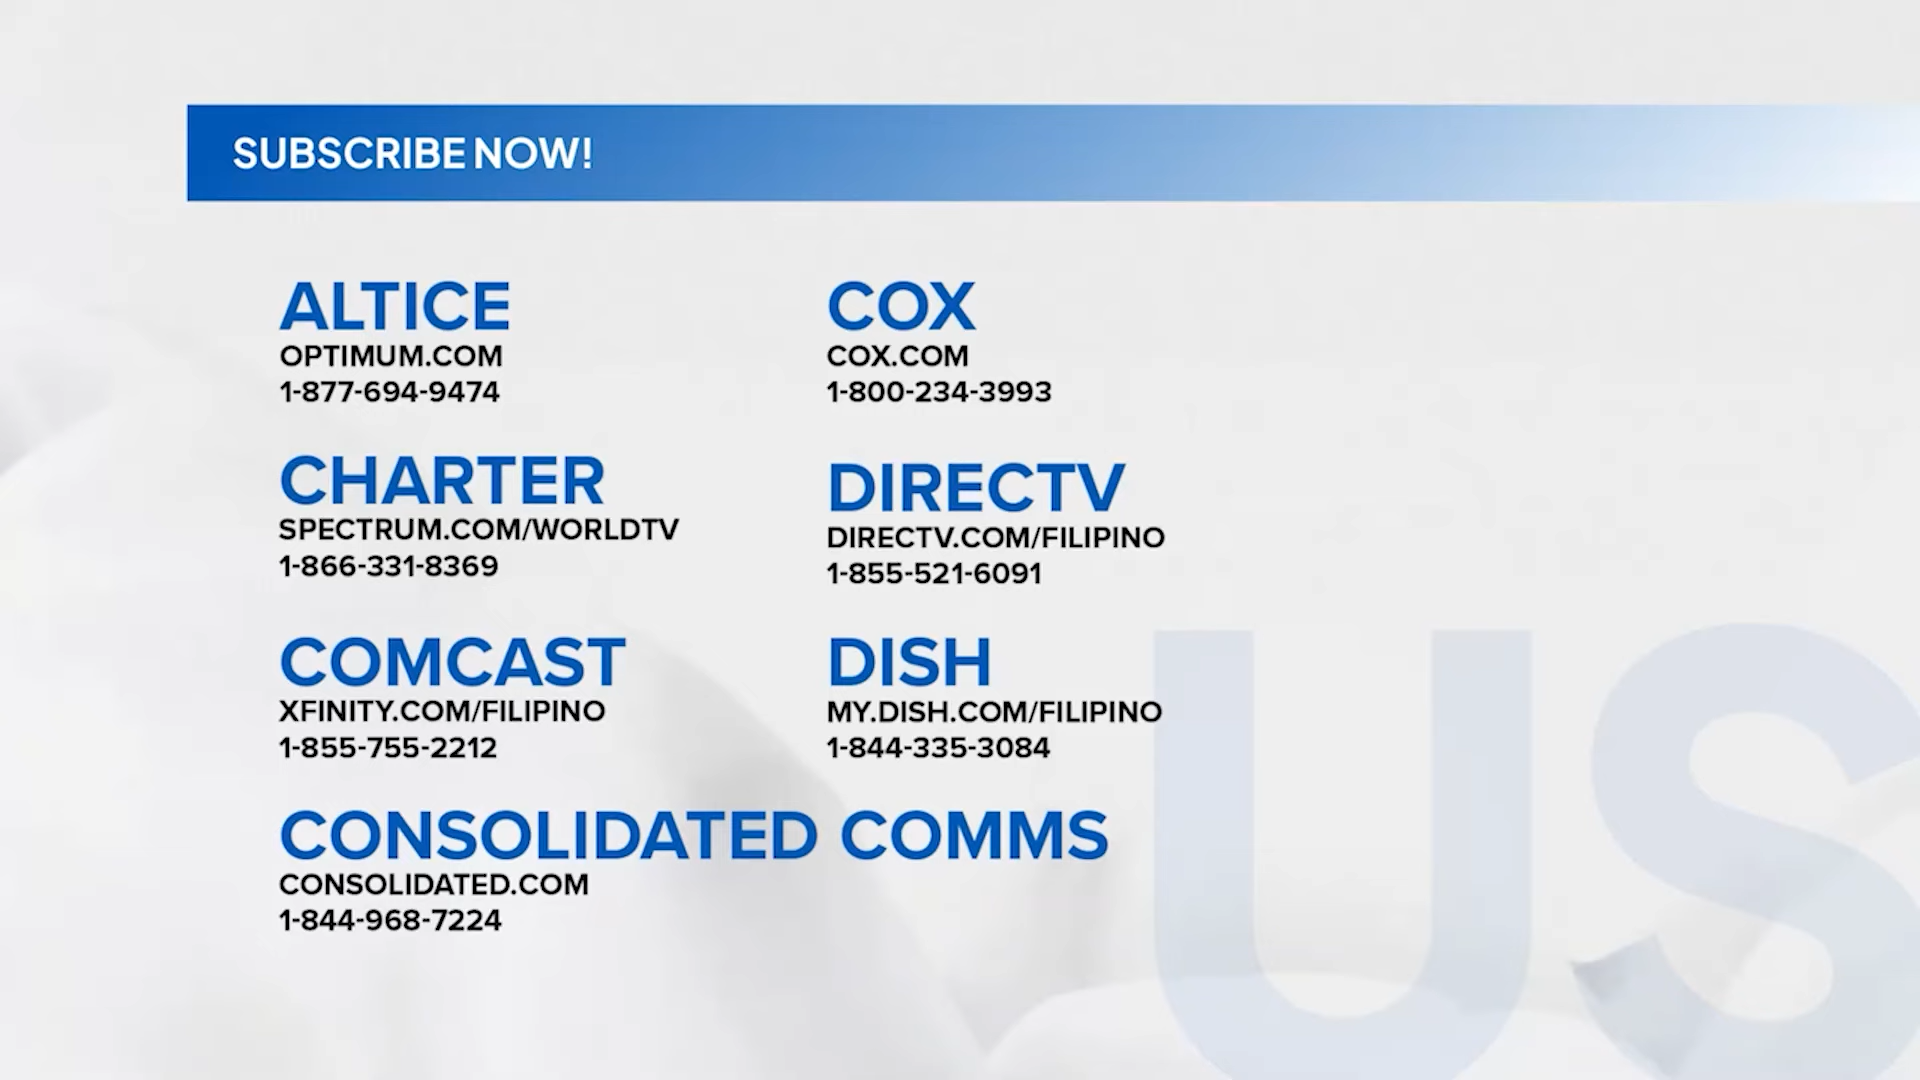 SUBSCRIBE NOW!
ALTICE
OPTIMUM.COM
1-877-694-9474
CHARTER
SPECTRUM.COM/WORLDTV
1-866-331-8369
COMCAST
XFINITY.COM/FILIPINO
1-855-755-2212
CONSOLIDATED COMMS
CONSOLIDATED.COM
1-844-968-7224
COX
COX.COM
1-800-234-3993
DIRECTV
DIRECTV.COM/FILIPINO
1-855-521-6091
DISH
MY.DISH.COM/FILIPINO
1-844-335-3084
US